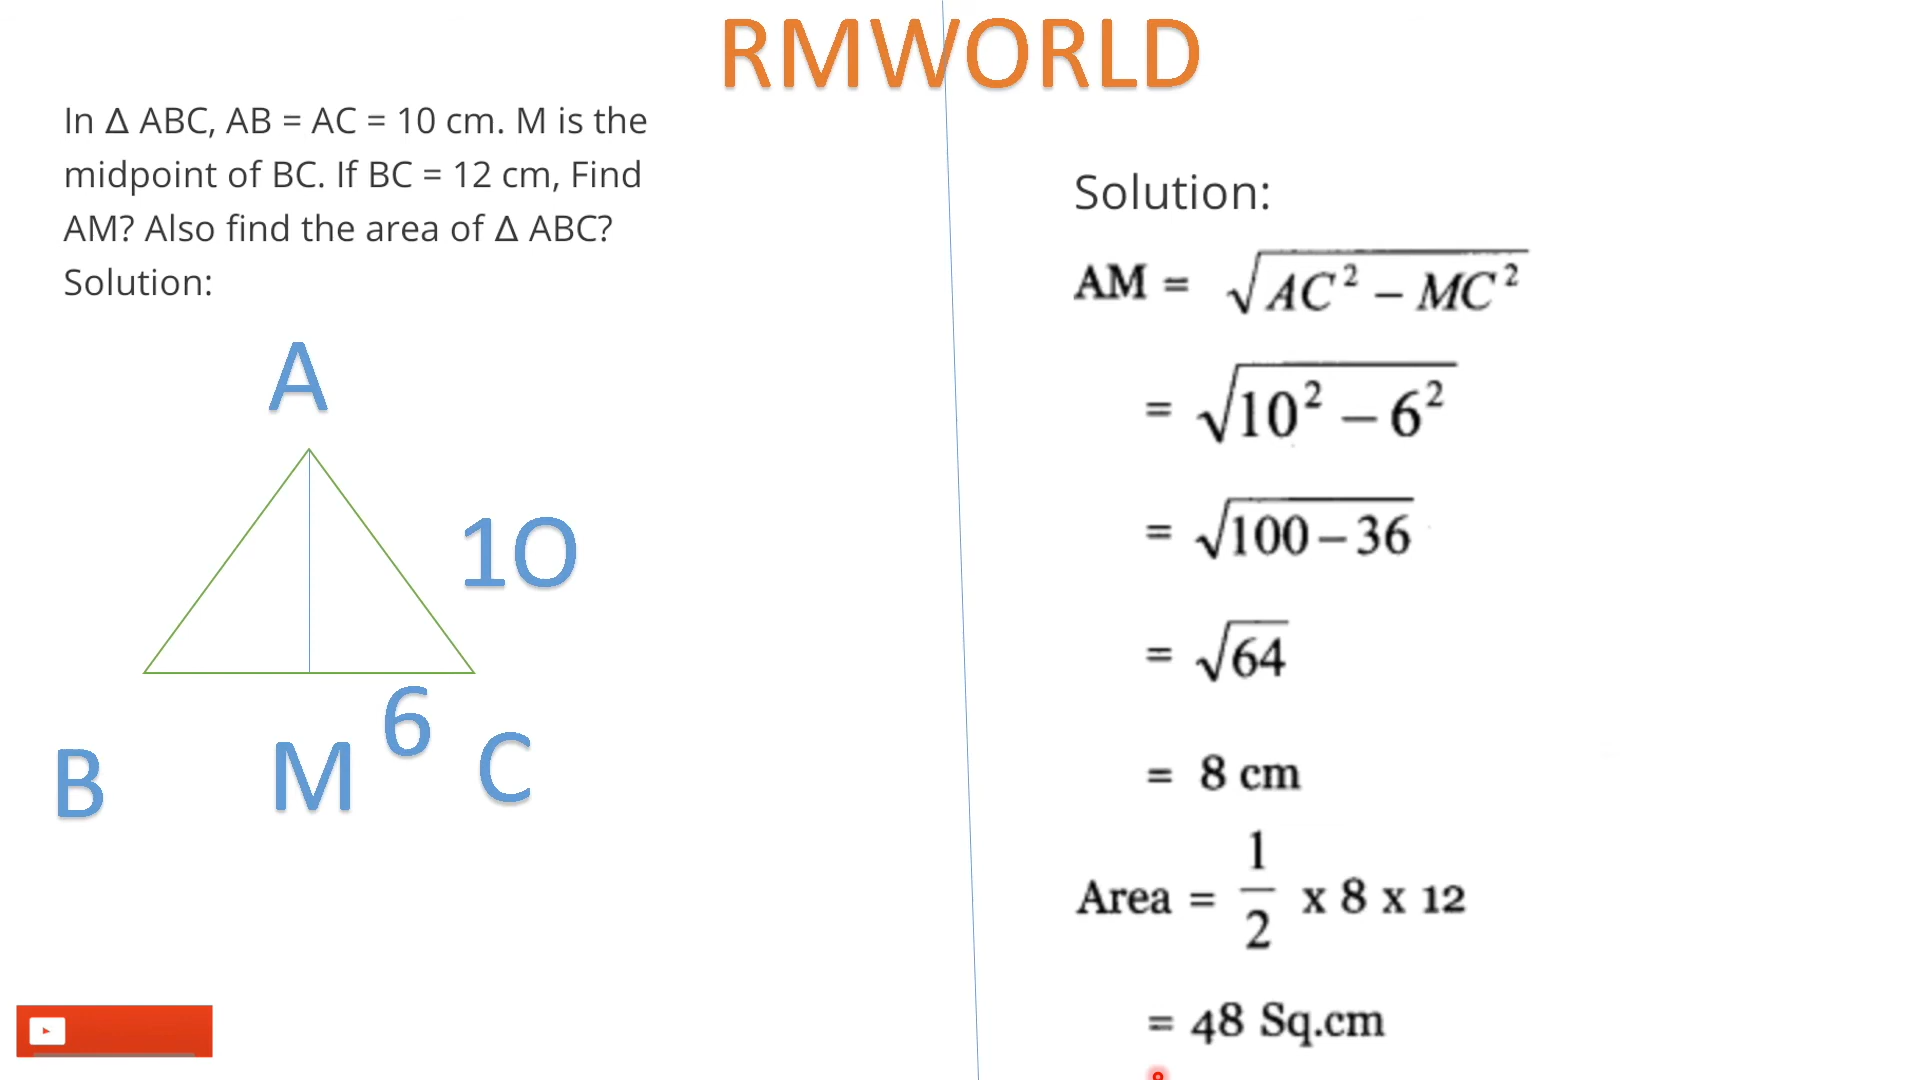 RMWORLD
In Δ ABC, AB = AC = 10 cm. M is the
midpoint of BC. If BC = 12 cm, Find
AM? Also find the area of Δ ABC?
Solution:
A
10
6
B M C
Solution:
AM = √(AC² – MC²)
= √(10² – 6²)
= √(100 – 36)
= √64
= 8 cm
Area = 1/2 x 8 x 12
= 48 Sq.cm